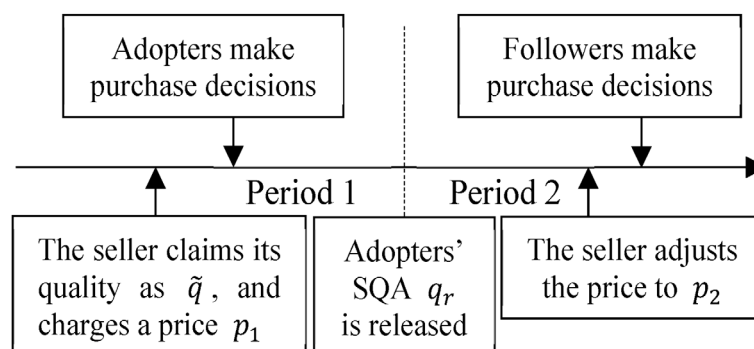 Adopters make
purchase decisions
Followers make
purchase decisions
Period 1
Period 2
The seller claims its
quality as q̃, and
charges a price p₁
Adopters'
SQA qᵣ
is released
The seller adjusts
the price to p₂